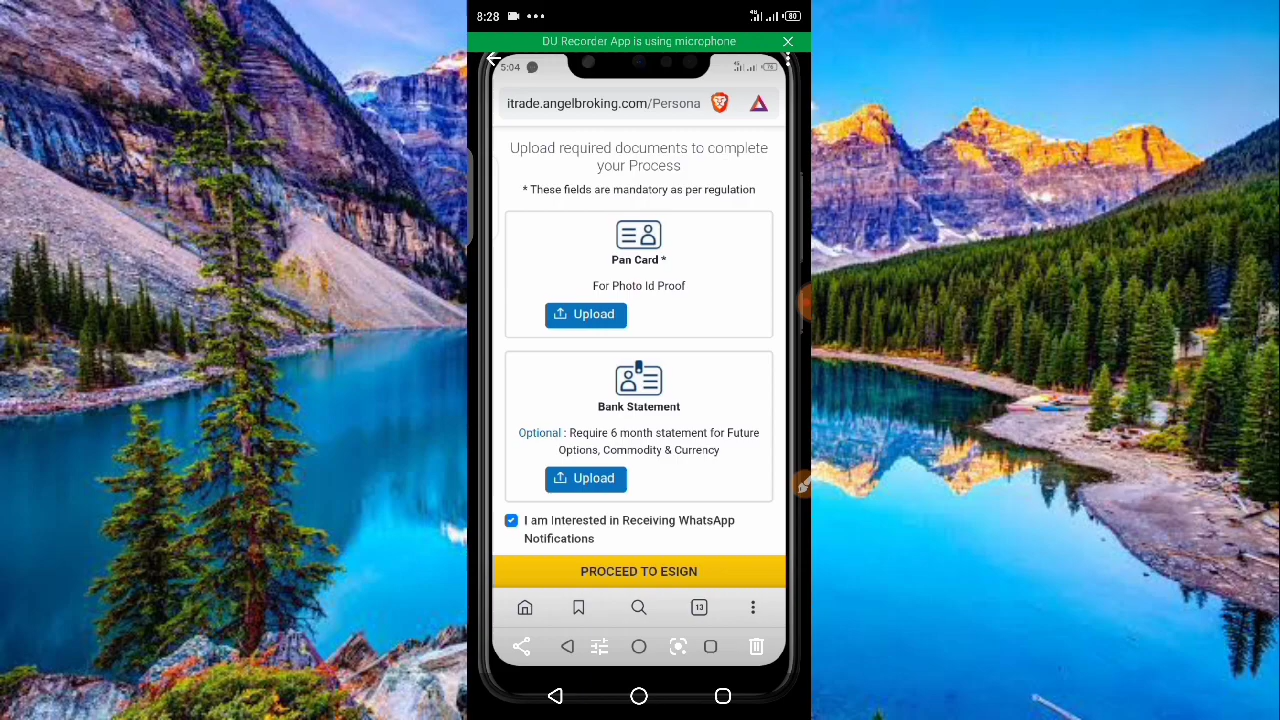 8:28
4G
80
DU Recorder App is using microphone
5:04
76
itrade.angelbroking.com/Persona
Upload required documents to complete
your Process
* These fields are mandatory as per regulation
Pan Card *
For Photo Id Proof
Upload
Bank Statement
Optional : Require 6 month statement for Future
Options, Commodity & Currency
Upload
I am Interested in Receiving WhatsApp
Notifications
PROCEED TO ESIGN
13